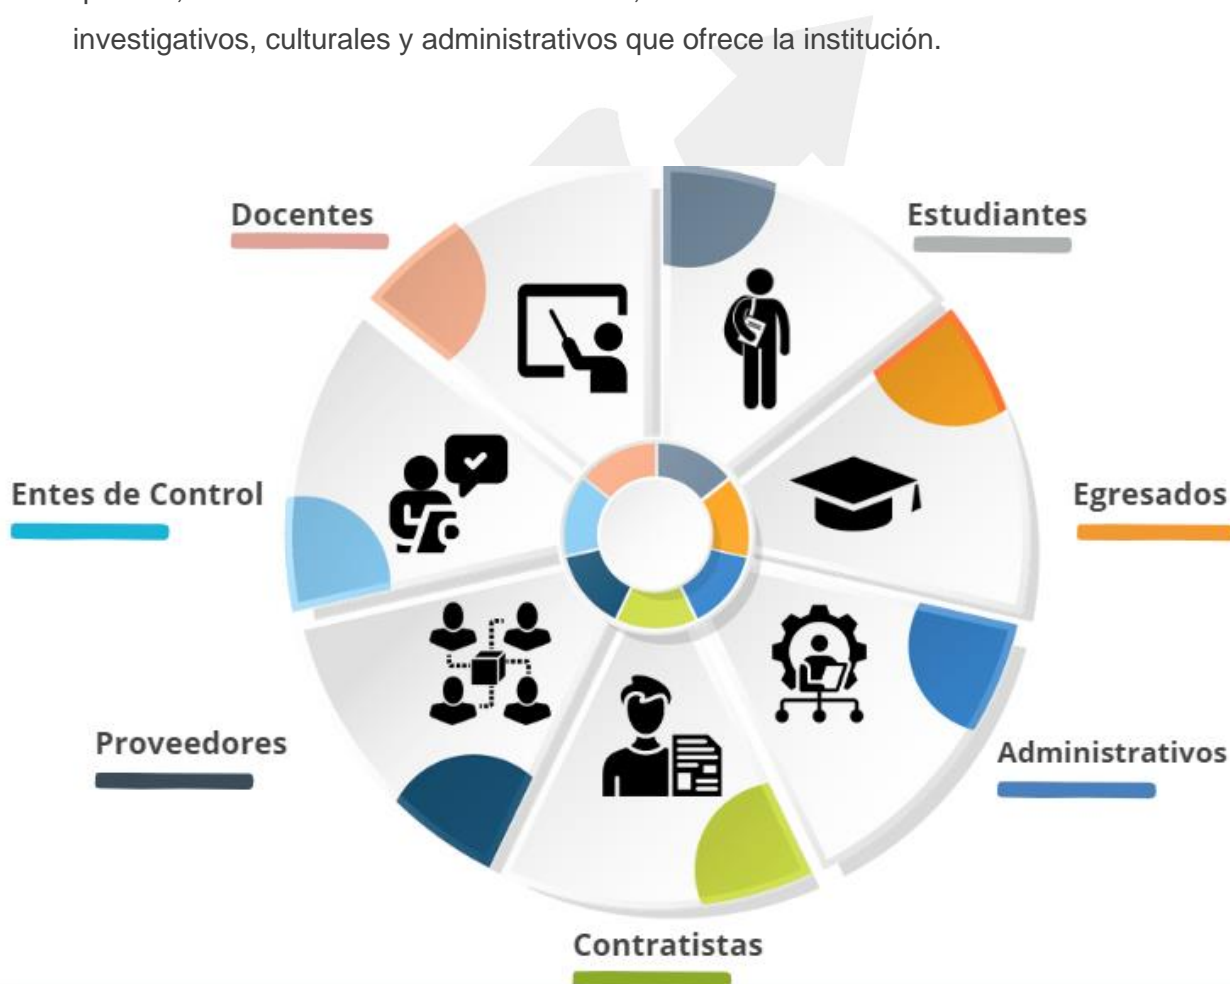 investigativos, culturales y administrativos que ofrece la institución.
Docentes
Estudiantes
Entes de Control
Egresados
Proveedores
Administrativos
Contratistas